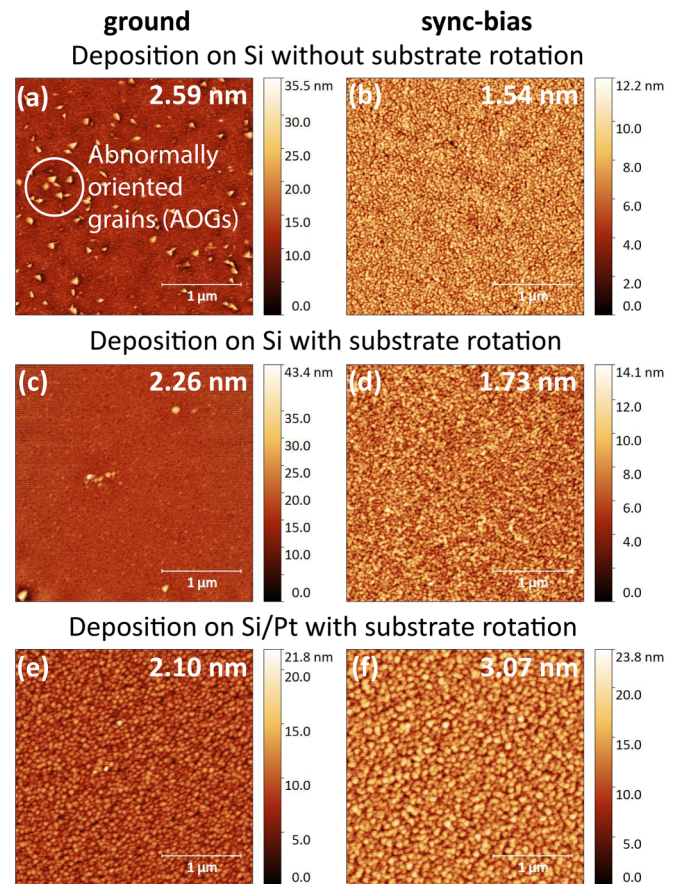 ground sync-bias
Deposition on Si without substrate rotation
(a) 2.59 nm
Abnormally
oriented
grains (AOGs)
1 µm
35.5 nm
30.0
25.0
20.0
15.0
10.0
0.0
(b) 1.54 nm
1 µm
12.2 nm
10.0
8.0
6.0
4.0
2.0
0.0
Deposition on Si with substrate rotation
(c) 2.26 nm
1 µm
43.4 nm
35.0
30.0
25.0
20.0
15.0
10.0
0.0
(d) 1.73 nm
1 µm
14.1 nm
12.0
10.0
8.0
6.0
4.0
0.0
Deposition on Si/Pt with substrate rotation
(e) 2.10 nm
1 µm
21.8 nm
20.0
15.0
10.0
5.0
0.0
(f) 3.07 nm
1 µm
23.8 nm
20.0
15.0
10.0
5.0
0.0